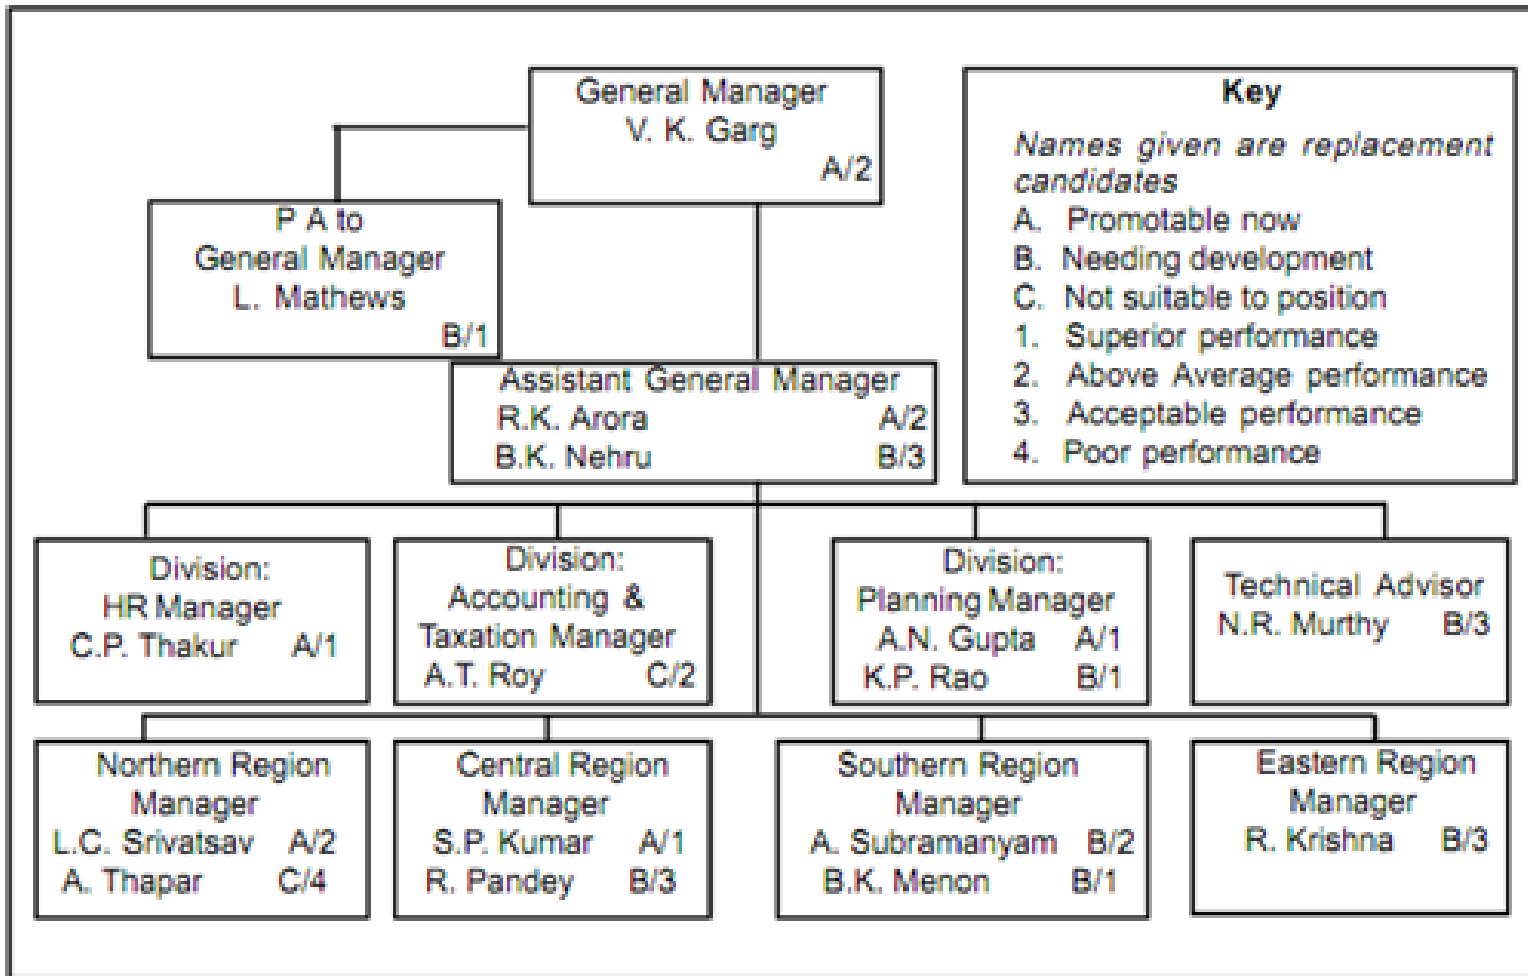 General Manager
V. K. Garg
A/2
Key
Names given are replacement
candidates
A. Promotable now
B. Needing development
C. Not suitable to position
1. Superior performance
2. Above Average performance
3. Acceptable performance
4. Poor performance
P A to
General Manager
L. Mathews
B/1
Assistant General Manager
R.K. Arora A/2
B.K. Nehru B/3
Division:
HR Manager
C.P. Thakur A/1
Division:
Accounting &
Taxation Manager
A.T. Roy C/2
Division:
Planning Manager
A.N. Gupta A/1
K.P. Rao B/1
Technical Advisor
N.R. Murthy B/3
Northern Region
Manager
L.C. Srivatsav A/2
A. Thapar C/4
Central Region
Manager
S.P. Kumar A/1
R. Pandey B/3
Southern Region
Manager
A. Subramanyam B/2
B.K. Menon B/1
Eastern Region
Manager
R. Krishna B/3